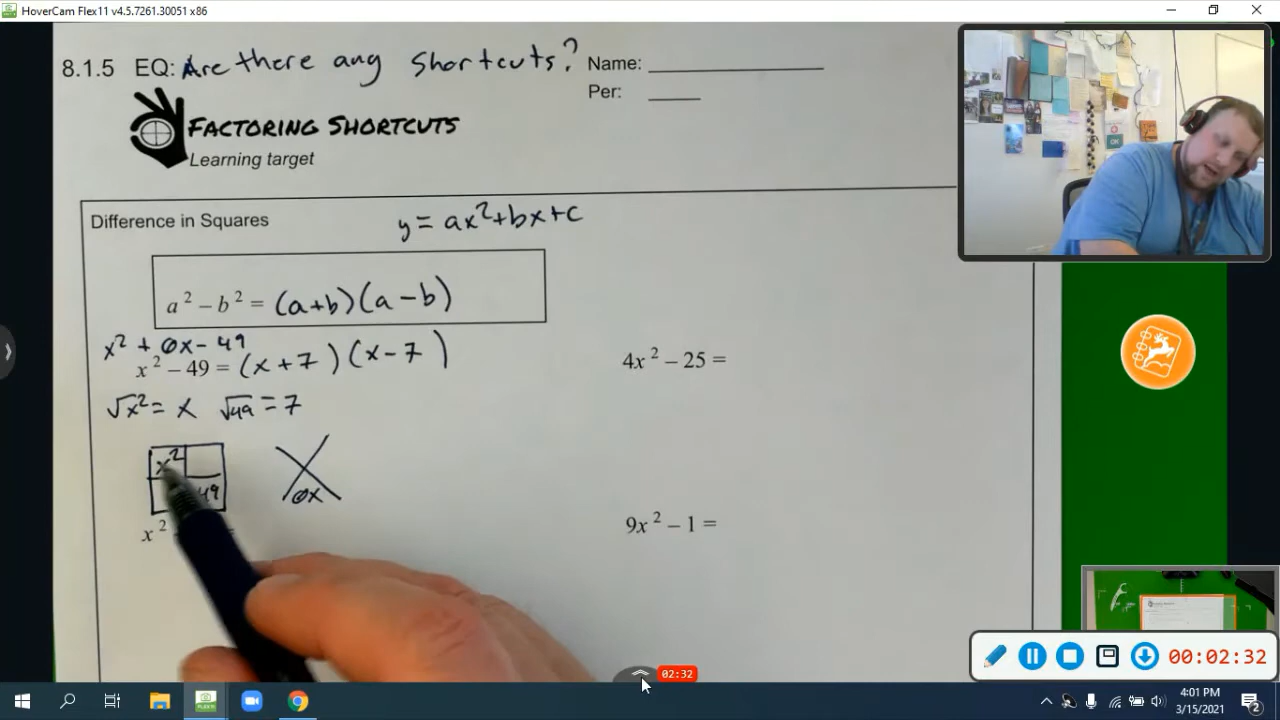 HoverCam Flex11 v4.5.7261.30051 x86
8.1.5 EQ: Are there any shortcuts? Name:
Per:
FACTORING SHORTCUTS
Learning target
Difference in Squares y = ax²+bx+c
a² – b² = (a+b)(a–b)
x² + 0x – 49
x² – 49 = (x+7)(x–7)
√x² = x √49 = 7
4x² – 25 =
x²
49
0x
x²
9x² – 1 =
02:32
00:02:32
4:01 PM
3/15/2021
2